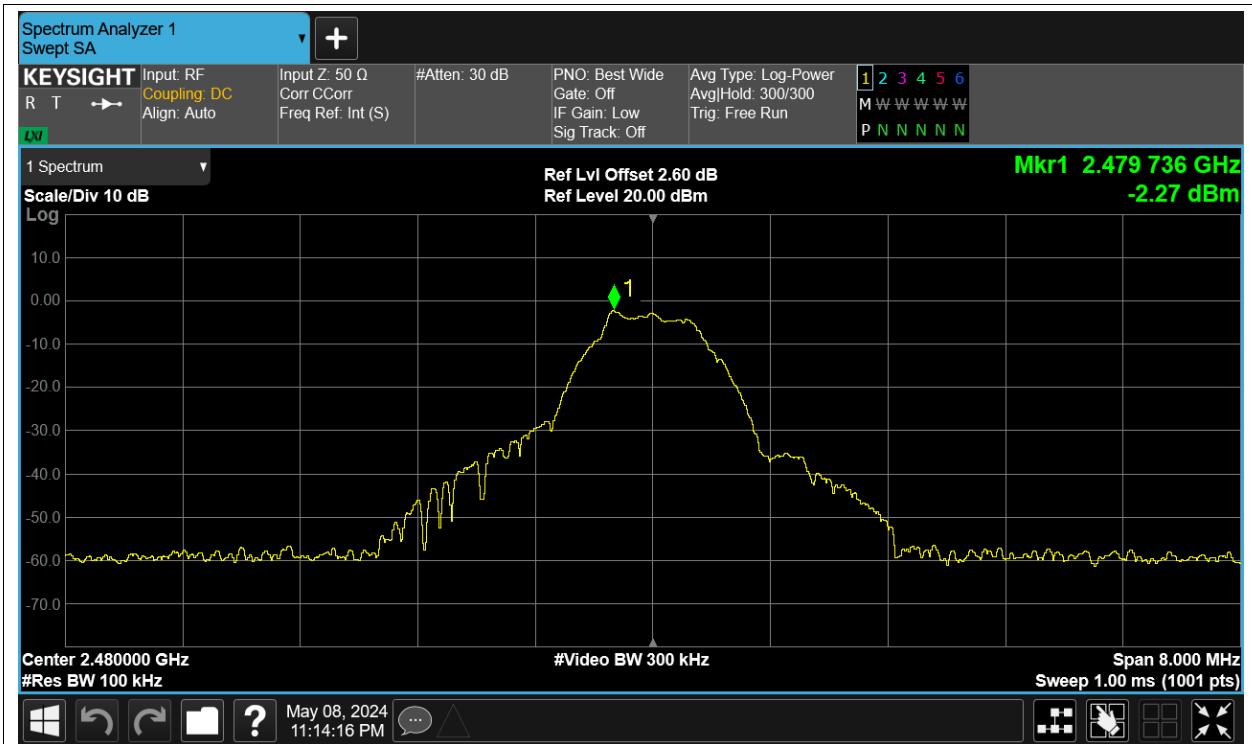 Spectrum Analyzer 1
Swept SA
KEYSIGHT
R T
LXI
Input: RF
Coupling: DC
Align: Auto
Input Z: 50 Ω
Corr CCorr
Freq Ref: Int (S)
#Atten: 30 dB
PNO: Best Wide
Gate: Off
IF Gain: Low
Sig Track: Off
Avg Type: Log-Power
Avg|Hold: 300/300
Trig: Free Run
1 2 3 4 5 6
M W W W W W
P N N N N N
1 Spectrum
Scale/Div 10 dB
Ref Lvl Offset 2.60 dB
Ref Level 20.00 dBm
Mkr1 2.479 736 GHz
-2.27 dBm
Log
10.0
0.00
-10.0
-20.0
-30.0
-40.0
-50.0
-60.0
-70.0
1
Center 2.480000 GHz
#Video BW 300 kHz
Span 8.000 MHz
#Res BW 100 kHz
Sweep 1.00 ms (1001 pts)
?
May 08, 2024
11:14:16 PM